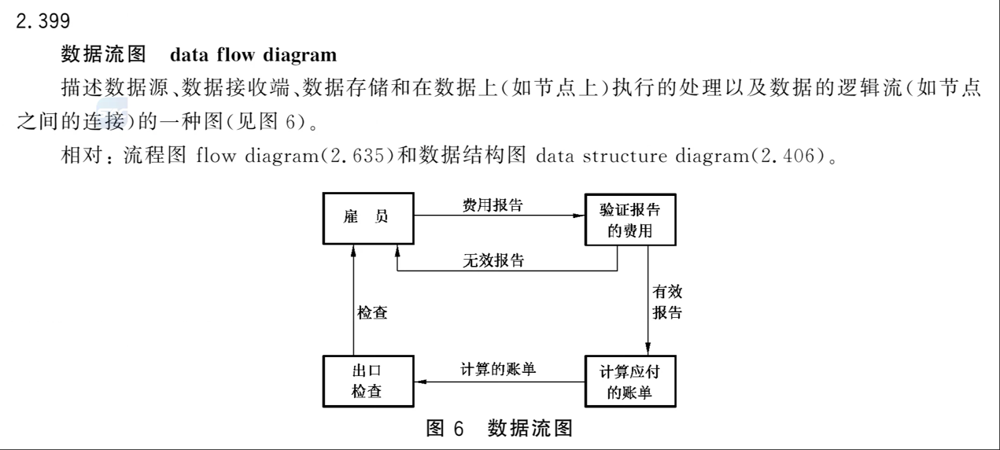 2.399
数据流图 data flow diagram
描述数据源、数据接收端、数据存储和在数据上(如节点上)执行的处理以及数据的逻辑流(如节点
之间的连接)的一种图(见图 6)。
相对：流程图 flow diagram(2.635)和数据结构图 data structure diagram(2.406)。
雇 员
费用报告
验证报告
的费用
无效报告
有效
报告
检查
出口
检查
计算的账单
计算应付
的账单
图 6 数据流图